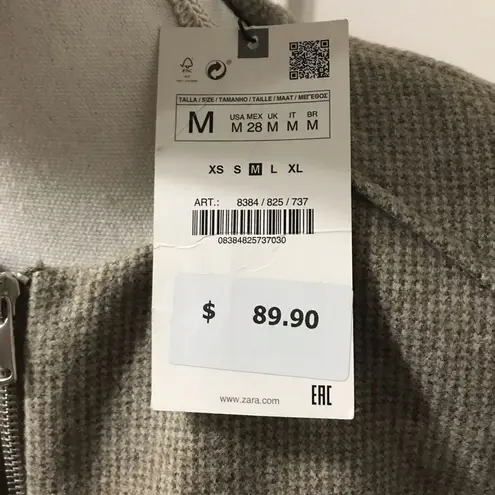 TALLA / SIZE / TAMANHO / TAILLE / MAAT / ΜΕΓΕΘΟΣ
M
USA MEX UK IT BR
M 28 M M M
XS S M L XL
ART.: 8384 / 825 / 737
08384825737030
$ 89.90
www.zara.com
EAC